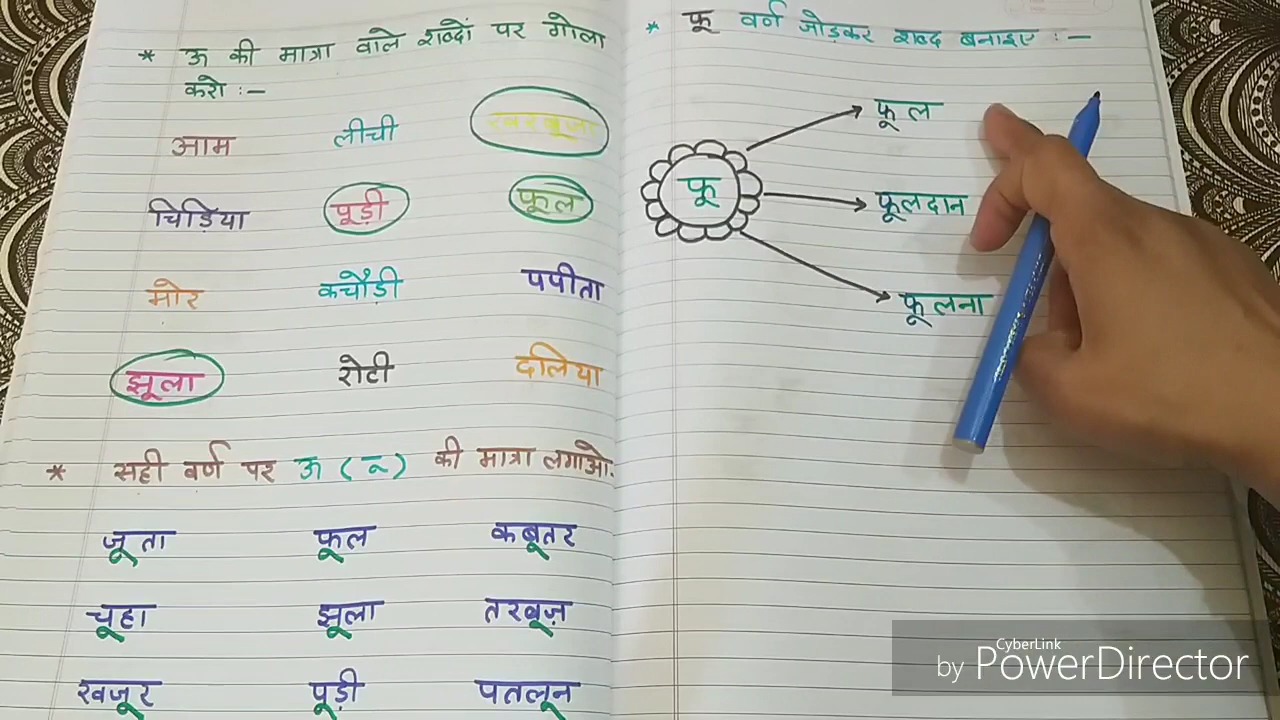 * ऊ की मात्रा वाले शब्दों पर गोला
करो :-
आम लीची खरबूजा
चिड़िया पूड़ी फूल
मोर कचौड़ी पपीता
झूला रोटी दलिया
* सही वर्ण पर ऊ ( ू ) की मात्रा लगाओ:
जूता फूल कबूतर
चूहा झूला तरबूज़
खजूर पूड़ी पतलून
* फू वर्ण जोड़कर शब्द बनाइए :-
फूल
फू
फूलदान
फूलना
CyberLink
by PowerDirector